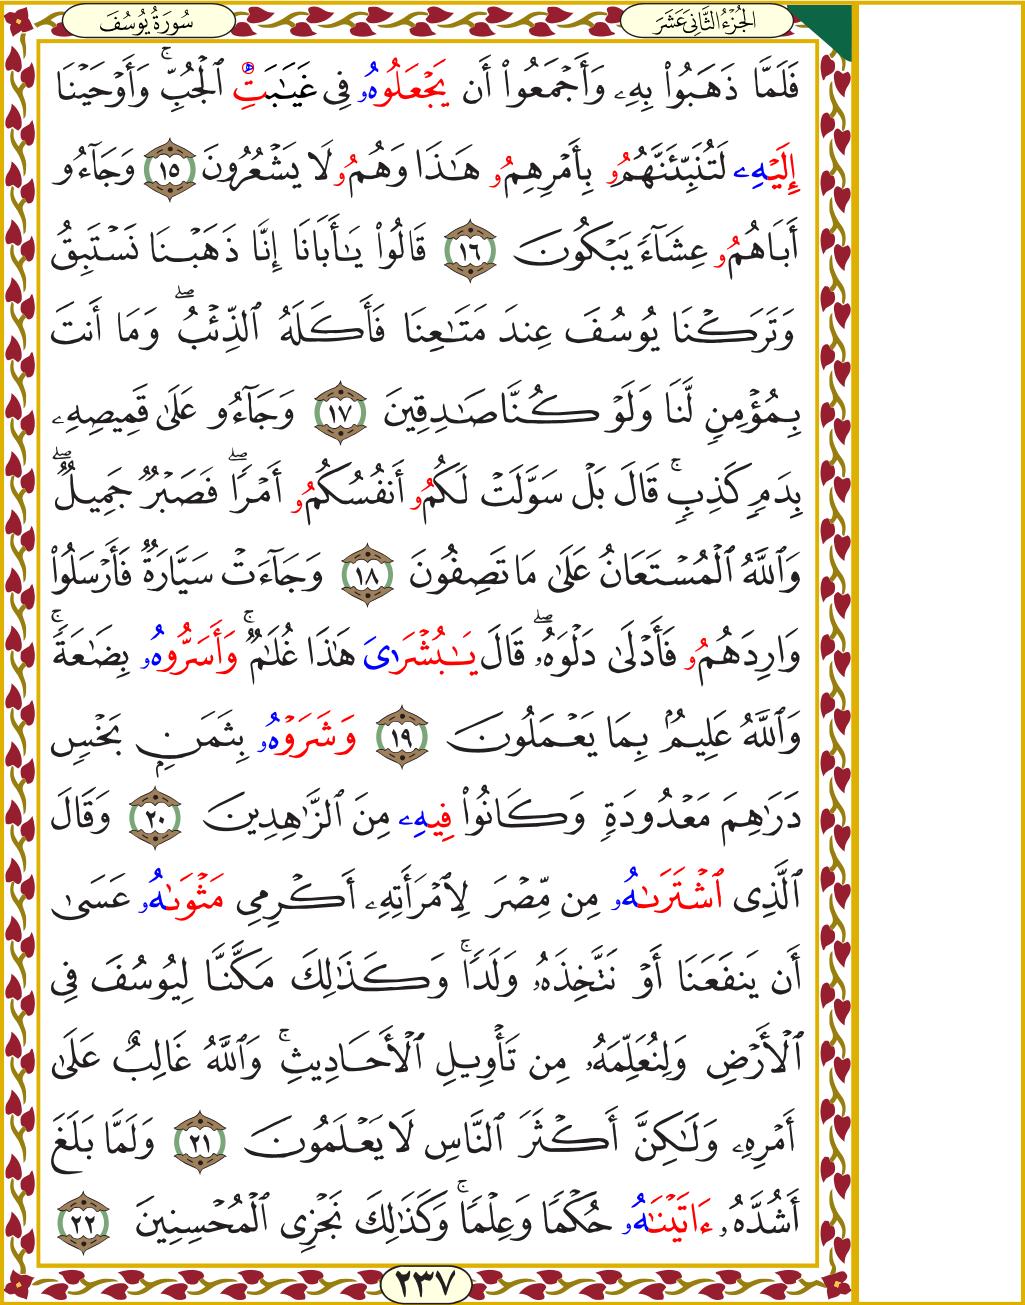 سُورَةُ يُوسُفَ
الجُزْءُ الثَّانِيَ عَشَرَ
فَلَمَّا ذَهَبُوا۟ بِهِۦ وَأَجْمَعُوٓا۟ أَن يَجْعَلُوهُۥ فِى غَيَـٰبَتِ ٱلْجُبِّ ۚ وَأَوْحَيْنَا
إِلَيْهِۦ لَتُنَبِّئَنَّهُمُۥ بِأَمْرِهِمُۥ هَـٰذَا وَهُمُۥ لَا يَشْعُرُونَ ١٥ وَجَآءُو
أَبَاهُمُۥ عِشَآءً يَبْكُونَ ١٦ قَالُوا۟ يَـٰأَبَانَا إِنَّا ذَهَبْنَا نَسْتَبِقُ
وَتَرَكْنَا يُوسُفَ عِندَ مَتَـٰعِنَا فَأَكَلَهُ ٱلذِّئْبُ ۖ وَمَا أَنتَ
بِمُؤْمِنٍ لَّنَا وَلَوْ كُنَّا صَـٰدِقِينَ ١٧ وَجَآءُو عَلَىٰ قَمِيصِهِۦ
بِدَمٍ كَذِبٍ ۚ قَالَ بَلْ سَوَّلَتْ لَكُمُۥ أَنفُسُكُمُۥ أَمْرًا ۖ فَصَبْرٌ جَمِيلٌ ۖ
وَٱللَّهُ ٱلْمُسْتَعَانُ عَلَىٰ مَا تَصِفُونَ ١٨ وَجَآءَتْ سَيَّارَةٌ فَأَرْسَلُوا۟
وَارِدَهُمُۥ فَأَدْلَىٰ دَلْوَهُۥ ۖ قَالَ يَـٰبُشْرَاىَ هَـٰذَا غُلَـٰمٌ ۚ وَأَسَرُّوهُۥ بِضَـٰعَةً ۚ
وَٱللَّهُ عَلِيمٌۢ بِمَا يَعْمَلُونَ ١٩ وَشَرَوْهُۥ بِثَمَنٍۭ بَخْسٍ
دَرَٰهِمَ مَعْدُودَةٍ وَكَانُوا۟ فِيهِۦ مِنَ ٱلزَّٰهِدِينَ ٢٠ وَقَالَ
ٱلَّذِى ٱشْتَرَىٰهُۥ مِن مِّصْرَ لِٱمْرَأَتِهِۦ أَكْرِمِى مَثْوَىٰهُۥ عَسَىٰ
أَن يَنفَعَنَا أَوْ نَتَّخِذَهُۥ وَلَدًا ۚ وَكَذَٰلِكَ مَكَّنَّا لِيُوسُفَ فِى
ٱلْأَرْضِ وَلِنُعَلِّمَهُۥ مِن تَأْوِيلِ ٱلْأَحَادِيثِ ۚ وَٱللَّهُ غَالِبٌ عَلَىٰ
أَمْرِهِۦ وَلَـٰكِنَّ أَكْثَرَ ٱلنَّاسِ لَا يَعْلَمُونَ ٢١ وَلَمَّا بَلَغَ
أَشُدَّهُۥ ءَاتَيْنَـٰهُۥ حُكْمًا وَعِلْمًا ۚ وَكَذَٰلِكَ نَجْزِى ٱلْمُحْسِنِينَ ٢٢
٢٣٧